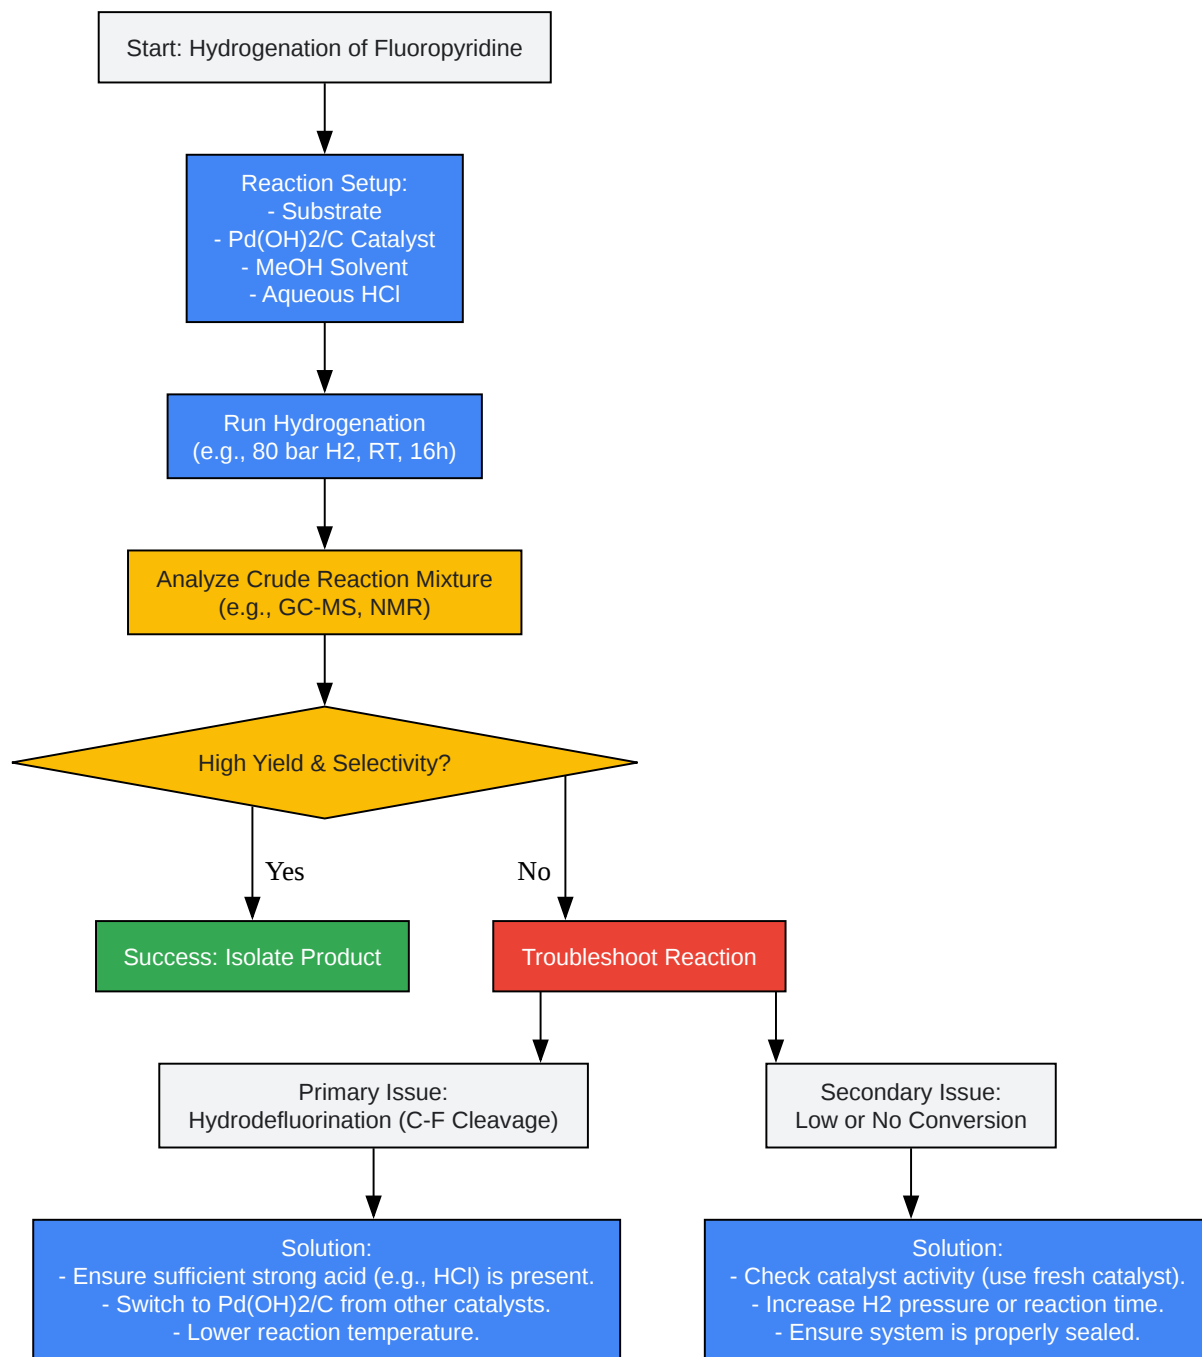 Start: Hydrogenation of Fluoropyridine
Reaction Setup:
- Substrate
- Pd(OH)2/C Catalyst
- MeOH Solvent
- Aqueous HCl
Run Hydrogenation
(e.g., 80 bar H2, RT, 16h)
Analyze Crude Reaction Mixture
(e.g., GC-MS, NMR)
High Yield & Selectivity?
Yes
No
Success: Isolate Product
Troubleshoot Reaction
Primary Issue:
Hydrodefluorination (C-F Cleavage)
Secondary Issue:
Low or No Conversion
Solution:
- Ensure sufficient strong acid (e.g., HCl) is present.
- Switch to Pd(OH)2/C from other catalysts.
- Lower reaction temperature.
Solution:
- Check catalyst activity (use fresh catalyst).
- Increase H2 pressure or reaction time.
- Ensure system is properly sealed.